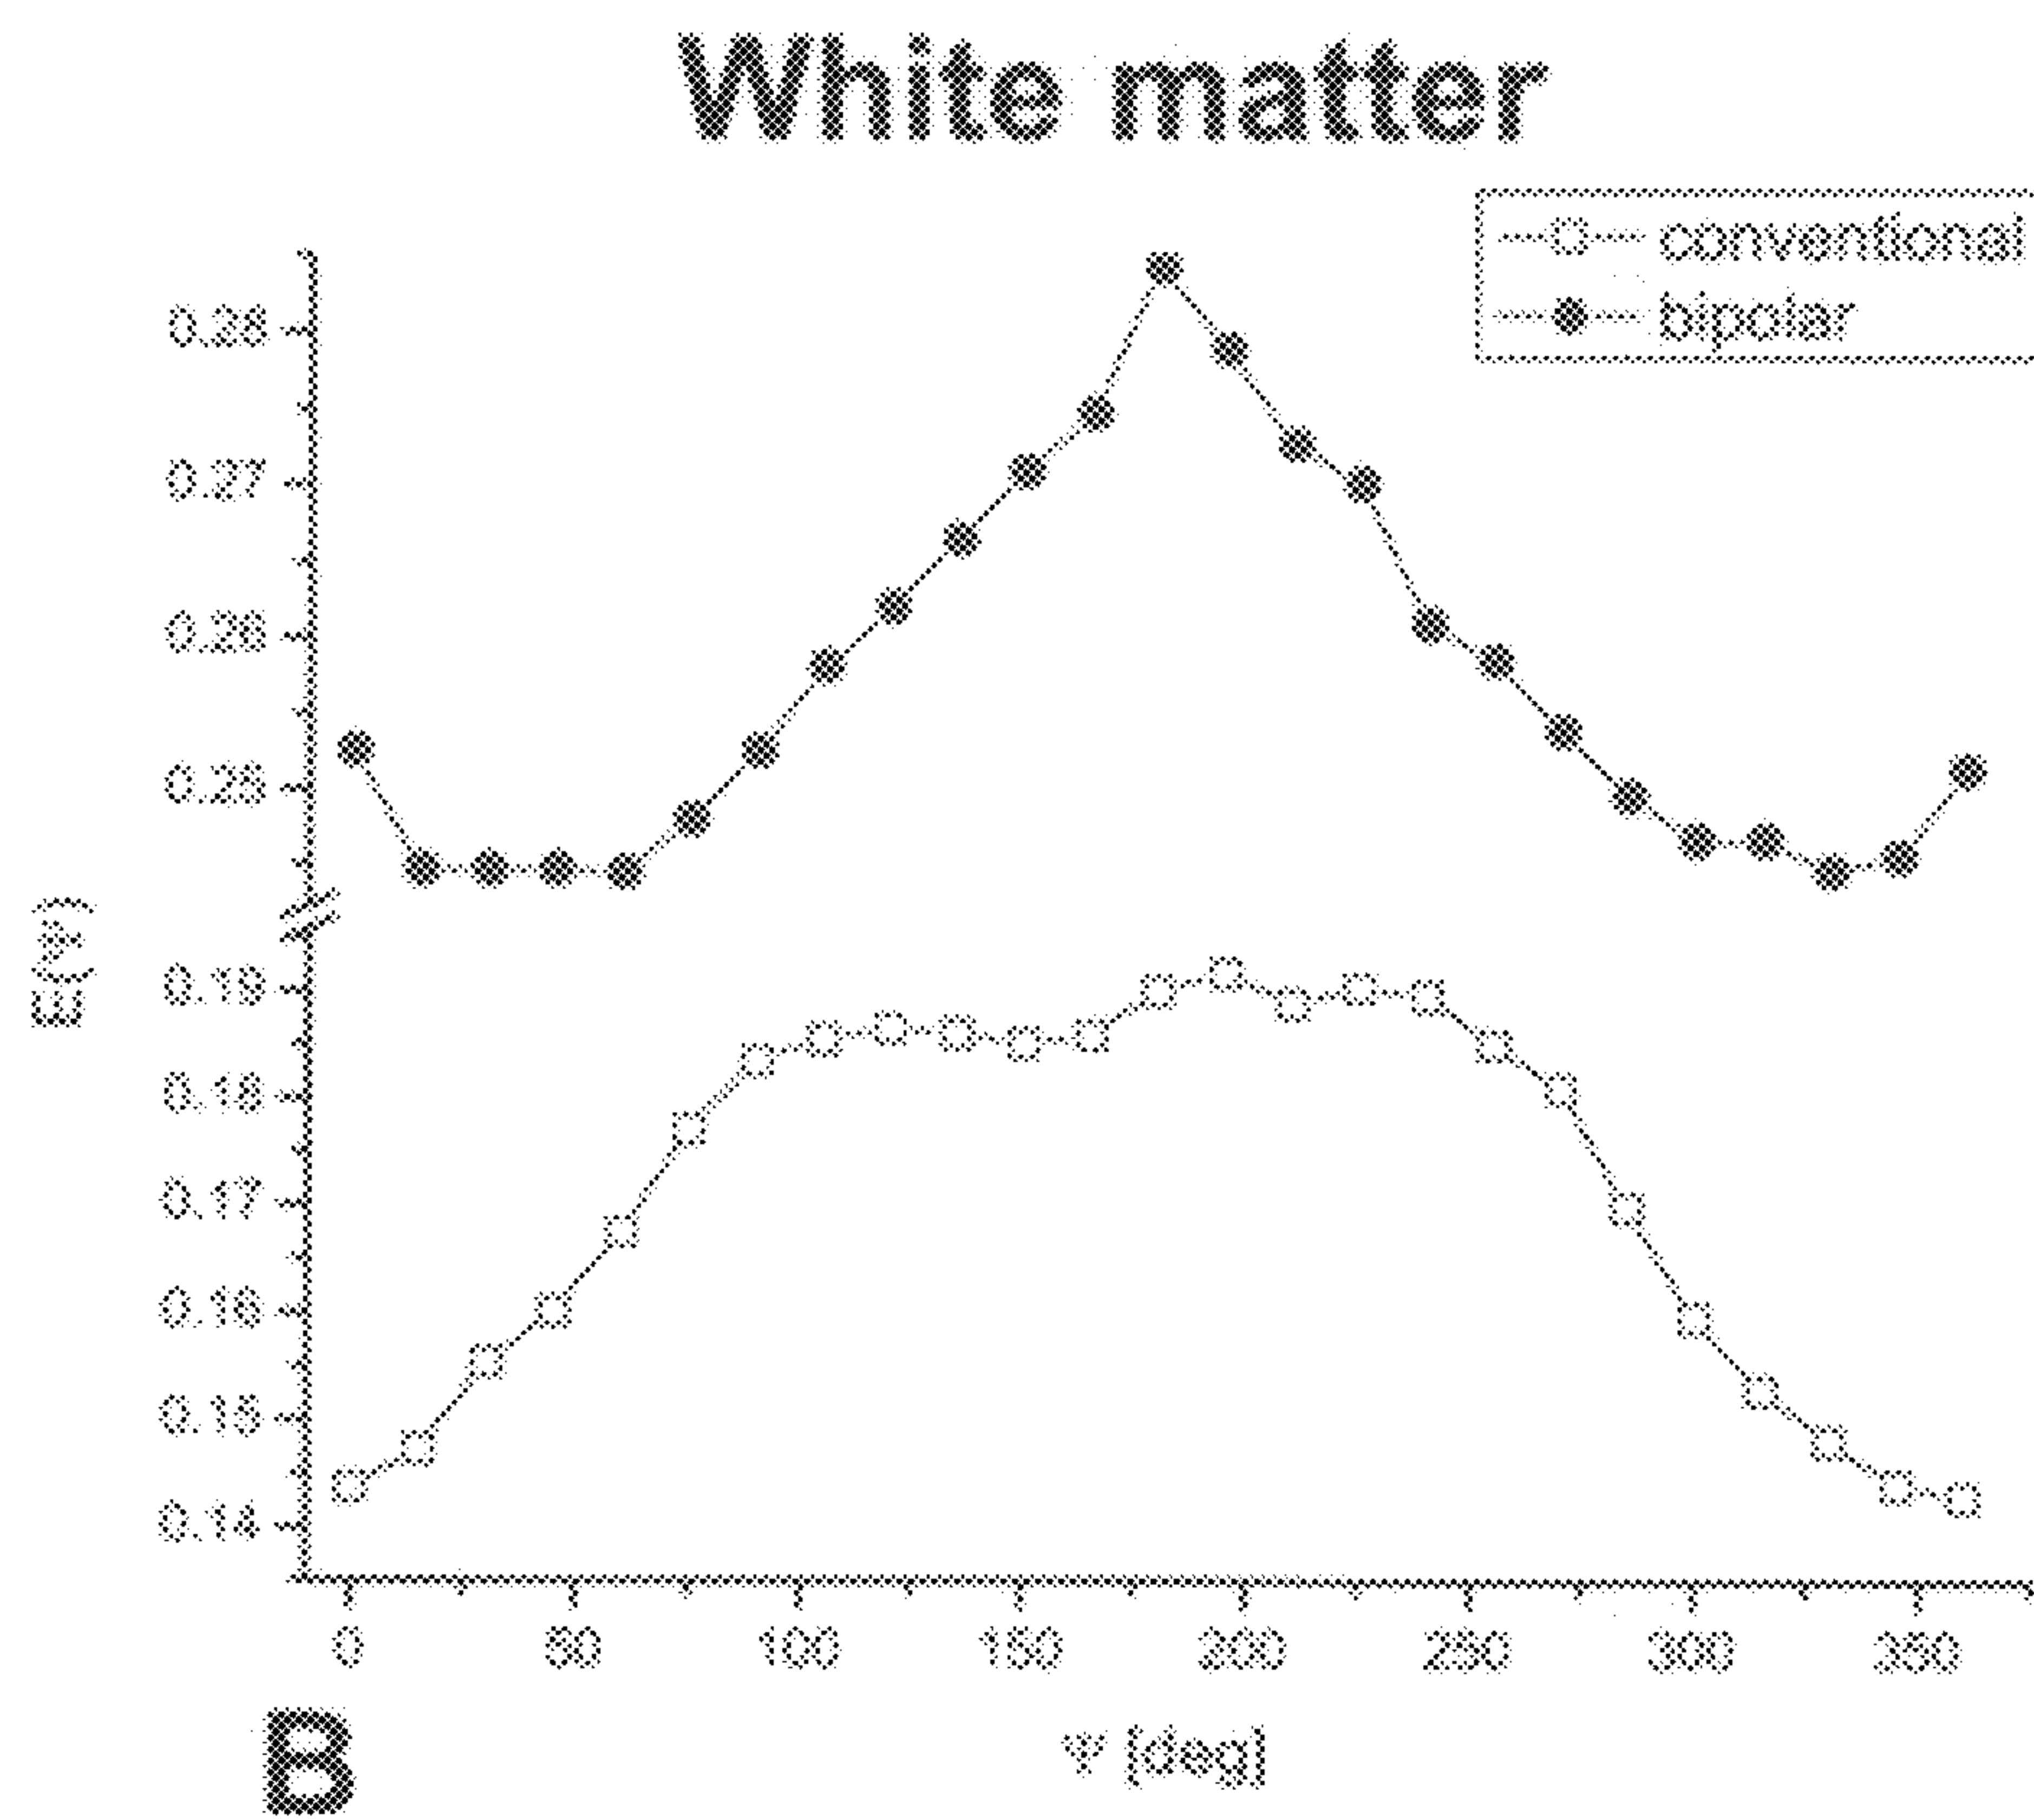 White matter
conventional
bipolar
0.28
0.27
0.26
0.25
0.19
0.18
0.17
0.16
0.15
0.14
E(ψ)
0 50 100 150 200 250 300 350
B
Ψ [deg]